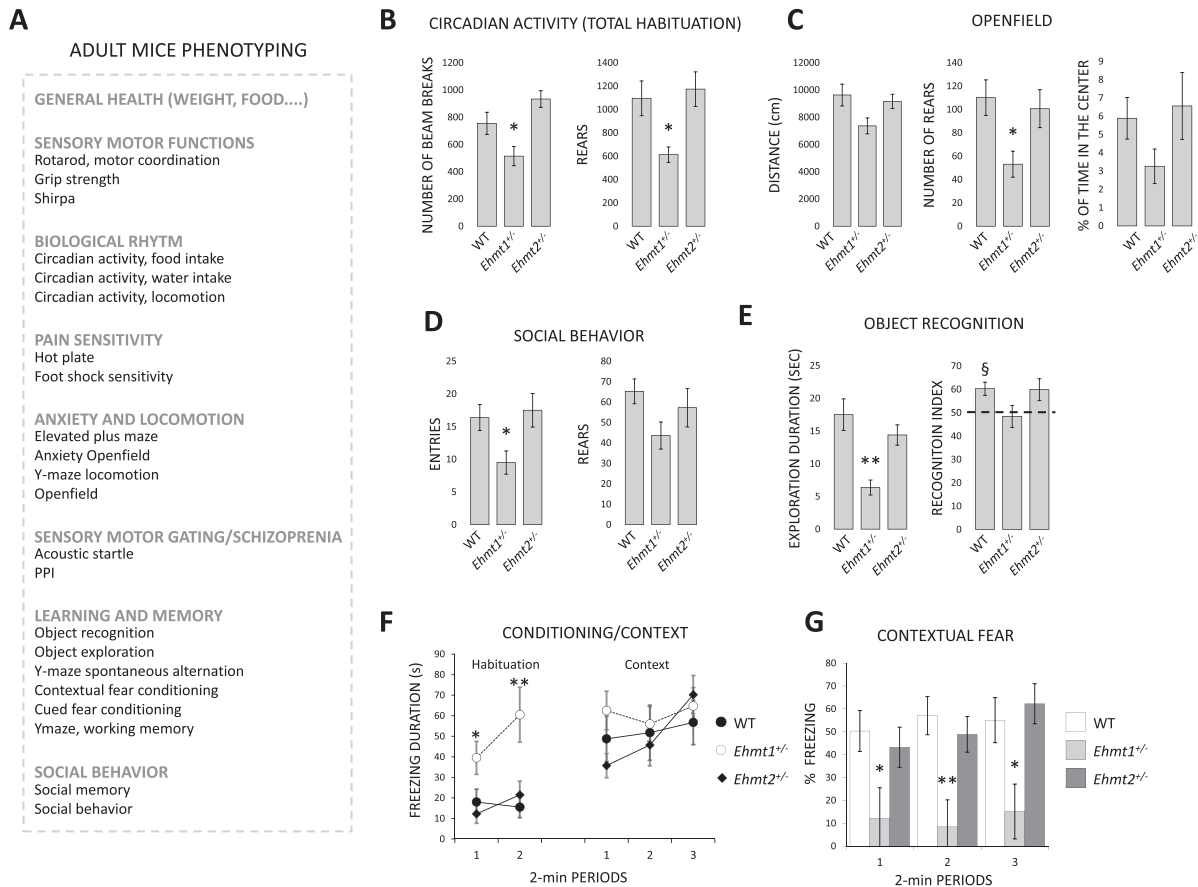 A
ADULT MICE PHENOTYPING
GENERAL HEALTH (WEIGHT, FOOD....)
SENSORY MOTOR FUNCTIONS
Rotarod, motor coordination
Grip strength
Shirpa
BIOLOGICAL RHYTM
Circadian activity, food intake
Circadian activity, water intake
Circadian activity, locomotion
PAIN SENSITIVITY
Hot plate
Foot shock sensitivity
ANXIETY AND LOCOMOTION
Elevated plus maze
Anxiety Openfield
Y-maze locomotion
Openfield
SENSORY MOTOR GATING/SCHIZOPRENIA
Acoustic startle
PPI
LEARNING AND MEMORY
Object recognition
Object exploration
Y-maze spontaneous alternation
Contextual fear conditioning
Cued fear conditioning
Ymaze, working memory
SOCIAL BEHAVIOR
Social memory
Social behavior
B
CIRCADIAN ACTIVITY (TOTAL HABITUATION)
NUMBER OF BEAM BREAKS
1200
1000
800
600
400
200
0
*
WT
Ehmt1+/-
Ehmt2+/-
REARS
1400
1200
1000
800
600
400
200
0
*
WT
Ehmt1+/-
Ehmt2+/-
C
OPENFIELD
DISTANCE (cm)
12000
10000
8000
6000
4000
2000
0
WT
Ehmt1+/-
Ehmt2+/-
NUMBER OF REARS
140
120
100
80
60
40
20
0
*
WT
Ehmt1+/-
Ehmt2+/-
% OF TIME IN THE CENTER
9
8
7
6
5
4
3
2
1
0
WT
Ehmt1+/-
Ehmt2+/-
D
SOCIAL BEHAVIOR
ENTRIES
25
20
15
10
5
0
*
WT
Ehmt1+/-
Ehmt2+/-
REARS
80
70
60
50
40
30
20
10
0
WT
Ehmt1+/-
Ehmt2+/-
E
OBJECT RECOGNITION
EXPLORATION DURATION (SEC)
25
20
15
10
5
0
**
WT
Ehmt1+/-
Ehmt2+/-
RECOGNITOIN INDEX
70
60
50
40
30
20
10
0
§
WT
Ehmt1+/-
Ehmt2+/-
F
CONDITIONING/CONTEXT
FREEZING DURATION (s)
90
80
70
60
50
40
30
20
10
0
Habituation
Context
*
**
1
2
1
2
3
2-min PERIODS
WT
Ehmt1+/-
Ehmt2+/-
G
CONTEXTUAL FEAR
% FREEZING
80
70
60
50
40
30
20
10
0
*
**
*
1
2
3
2-min PERIODS
WT
Ehmt1+/-
Ehmt2+/-